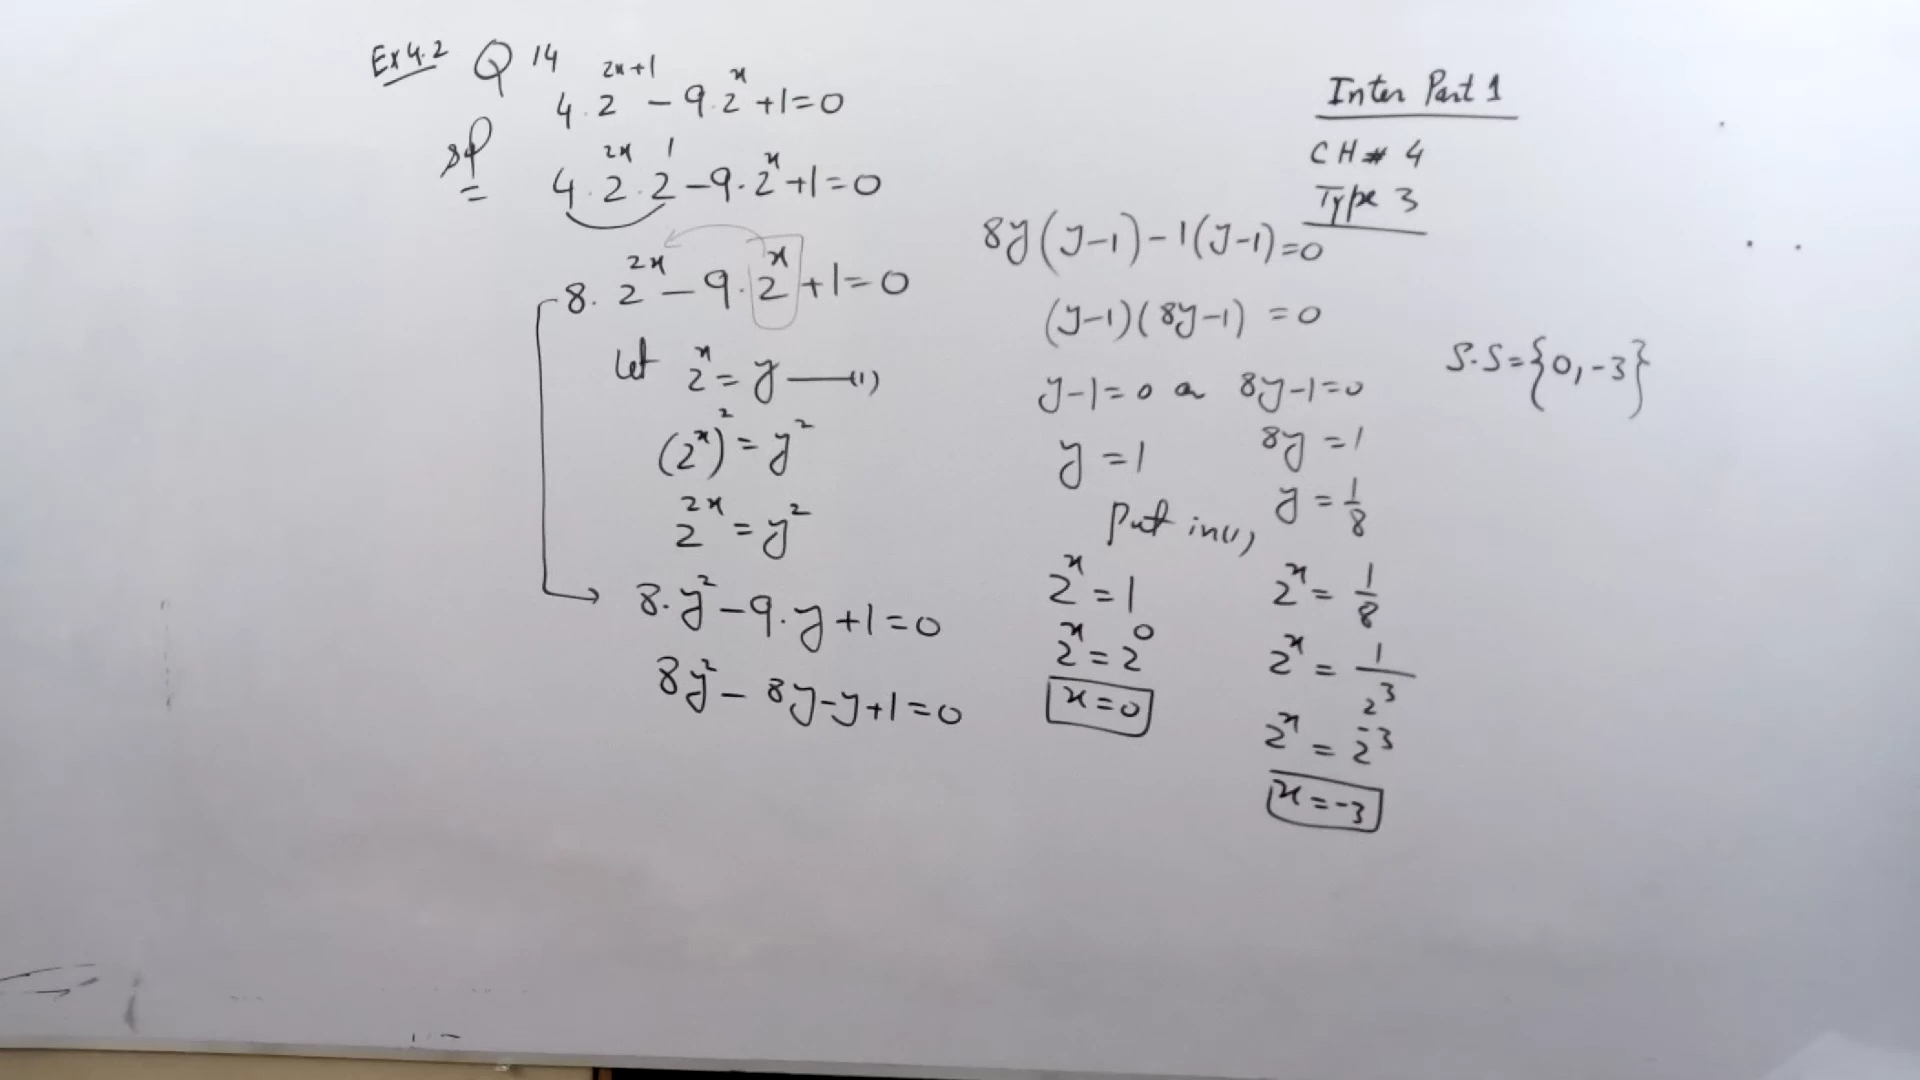 Ex 4.2 Q 14
4.2^{2x+1} - 9.2^x + 1 = 0
4.2^{2x}.2^1 - 9.2^x + 1 = 0
8.2^{2x} - 9.2^x + 1 = 0
Let 2^x = y —(1)
(2^x)^2 = y^2
2^{2x} = y^2
8.y^2 - 9.y + 1 = 0
8y^2 - 8y - y + 1 = 0
Inter Part 1
CH # 4
Type 3
8y(y-1) - 1(y-1) = 0
(y-1)(8y-1) = 0
y-1 = 0 or 8y-1 = 0
y = 1 8y = 1
y = 1/8
Put in (1)
2^x = 1 2^x = 1/8
2^x = 2^0 2^x = 1/2^3
x = 0 2^x = 2^{-3}
x = -3
S.S = {0, -3}